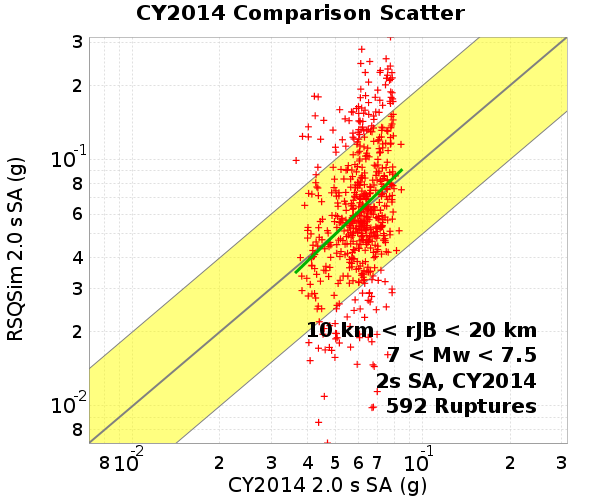 CY2014 Comparison Scatter
RSQSim 2.0 s SA (g)
3
2
10-1
8
6
4
3
2
10-2
8
10 km < rJB < 20 km
7 < Mw < 7.5
2s SA, CY2014
592 Ruptures
8 10-2 2 3 4 5 6 7 10-1 2 3
CY2014 2.0 s SA (g)